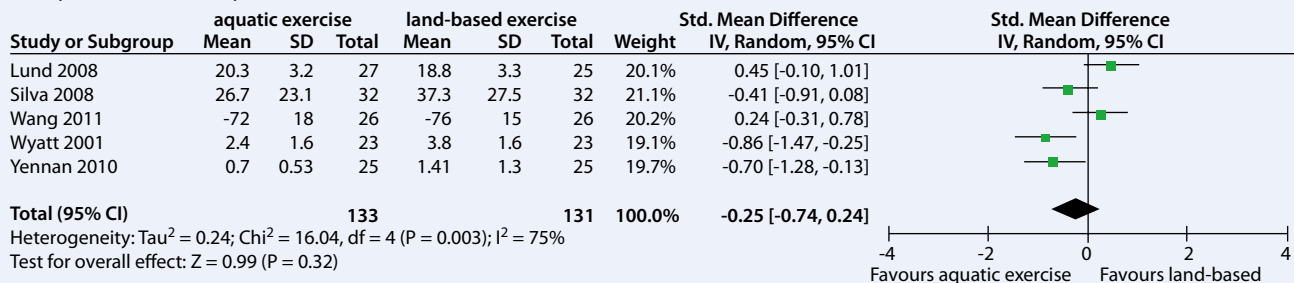 aquatic exercise land-based exercise Std. Mean Difference Std. Mean Difference
Study or Subgroup Mean SD Total Mean SD Total Weight IV, Random, 95% CI IV, Random, 95% CI
Lund 2008 20.3 3.2 27 18.8 3.3 25 20.1% 0.45 [-0.10, 1.01]
Silva 2008 26.7 23.1 32 37.3 27.5 32 21.1% -0.41 [-0.91, 0.08]
Wang 2011 -72 18 26 -76 15 26 20.2% 0.24 [-0.31, 0.78]
Wyatt 2001 2.4 1.6 23 3.8 1.6 23 19.1% -0.86 [-1.47, -0.25]
Yennan 2010 0.7 0.53 25 1.41 1.3 25 19.7% -0.70 [-1.28, -0.13]
Total (95% CI) 133 131 100.0% -0.25 [-0.74, 0.24]
Heterogeneity: Tau² = 0.24; Chi² = 16.04, df = 4 (P = 0.003); I² = 75%
Test for overall effect: Z = 0.99 (P = 0.32)
-4 -2 0 2 4
Favours aquatic exercise Favours land-based